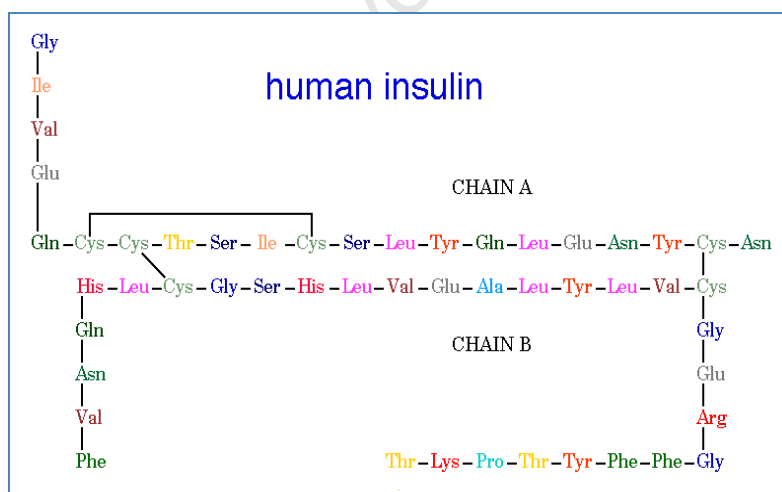 Gly
human insulin
Ile
Val
Glu
CHAIN A
Gln-Cys-Cys-Thr-Ser-Ile-Cys-Ser-Leu-Tyr-Gln-Leu-Glu-Asn-Tyr-Cys-Asn
His-Leu-Cys-Gly-Ser-His-Leu-Val-Glu-Ala-Leu-Tyr-Leu-Val-Cys
Gln
Gly
CHAIN B
Asn
Glu
Val
Arg
Phe
Thr-Lys-Pro-Thr-Tyr-Phe-Phe-Gly